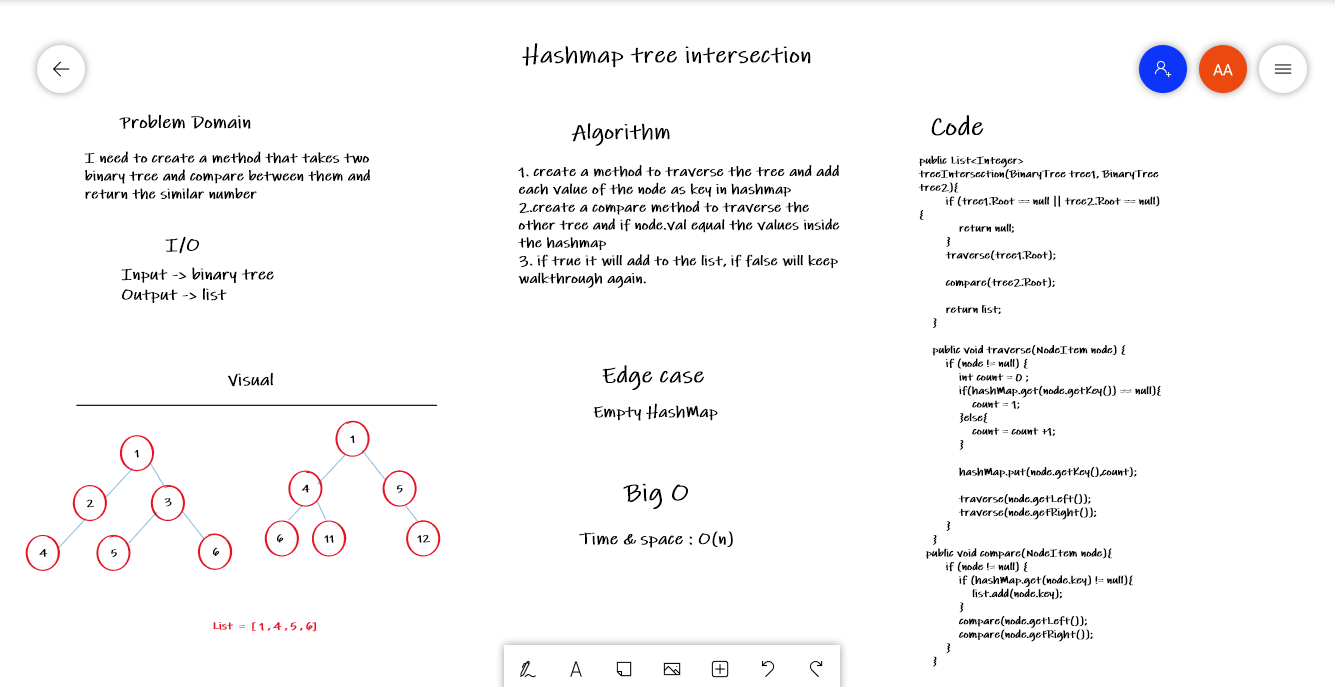 Hashmap tree intersection
AA
Problem Domain
I need to create a method that takes two
binary tree and compare between them and
return the similar number
I/O
Input -> binary tree
Output -> list
Visual
1
2
3
4
5
6
1
4
5
6
11
12
List = [1,4,5,6]
Algorithm
1. create a method to traverse the tree and add
each value of the node as key in hashmap
2.create a compare method to traverse the
other tree and if node.val equal the values inside
the hashmap
3. if true it will add to the list, if false will keep
walkthrough again.
Edge case
Empty HashMap
Big O
Time & space : O(n)
A
Code
public List<Integer>
treeIntersection(BinaryTree tree1, BinaryTree
tree2){
if (tree1.Root == null || tree2.Root == null)
{
return null;
}
traverse(tree1.Root);
compare(tree2.Root);
return list;
}
public void traverse(NodeItem node) {
if (node != null) {
int count = 0 ;
if(hashMap.get(node.getKey()) == null){
count = 1;
}else{
count = count +1;
}
hashMap.put(node.getKey(),count);
traverse(node.getLeft());
traverse(node.getRight());
}
}
public void compare(NodeItem node){
if (node != null) {
if (hashMap.get(node.key) != null){
list.add(node.key);
}
compare(node.getLeft());
compare(node.getRight());
}
}